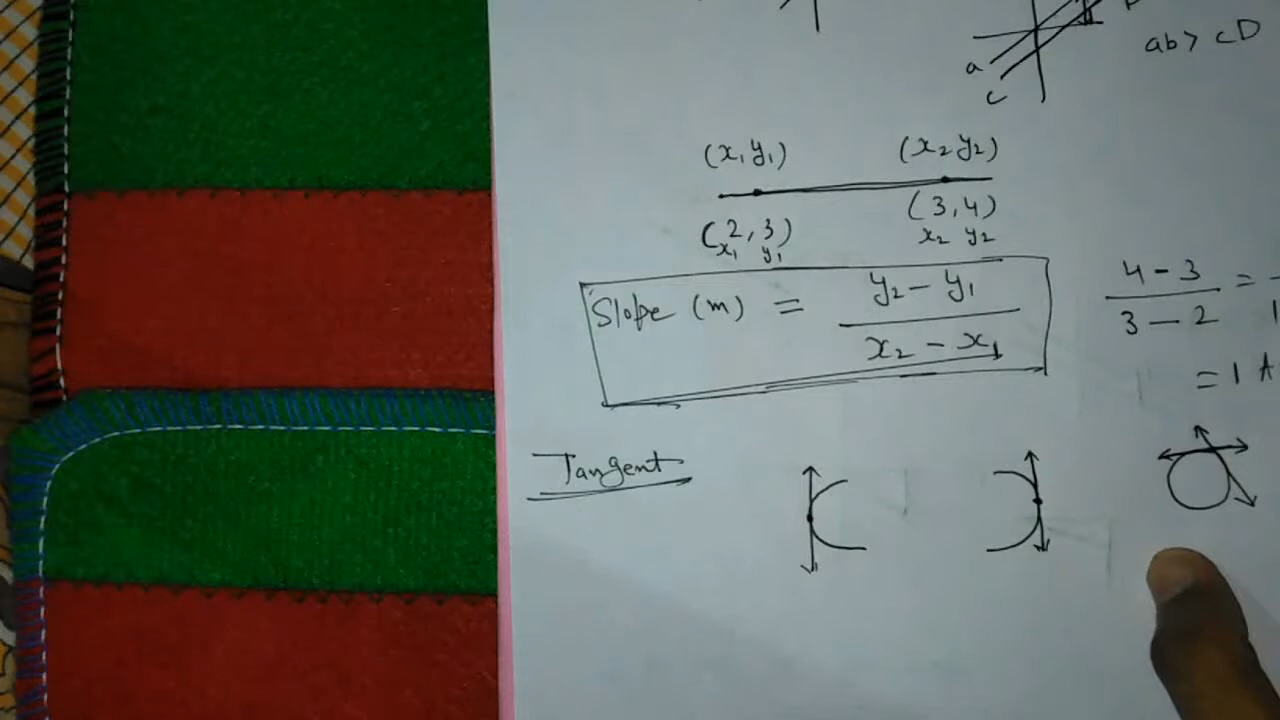 ab > CD
a
c
(x₁ y₁) (x₂ y₂)
(2, 3) (3, 4)
x₁ y₁ x₂ y₂
Slope (m) = y₂ - y₁ / x₂ - x₁
4 - 3 / 3 - 2 =
= 1 A
Tangent